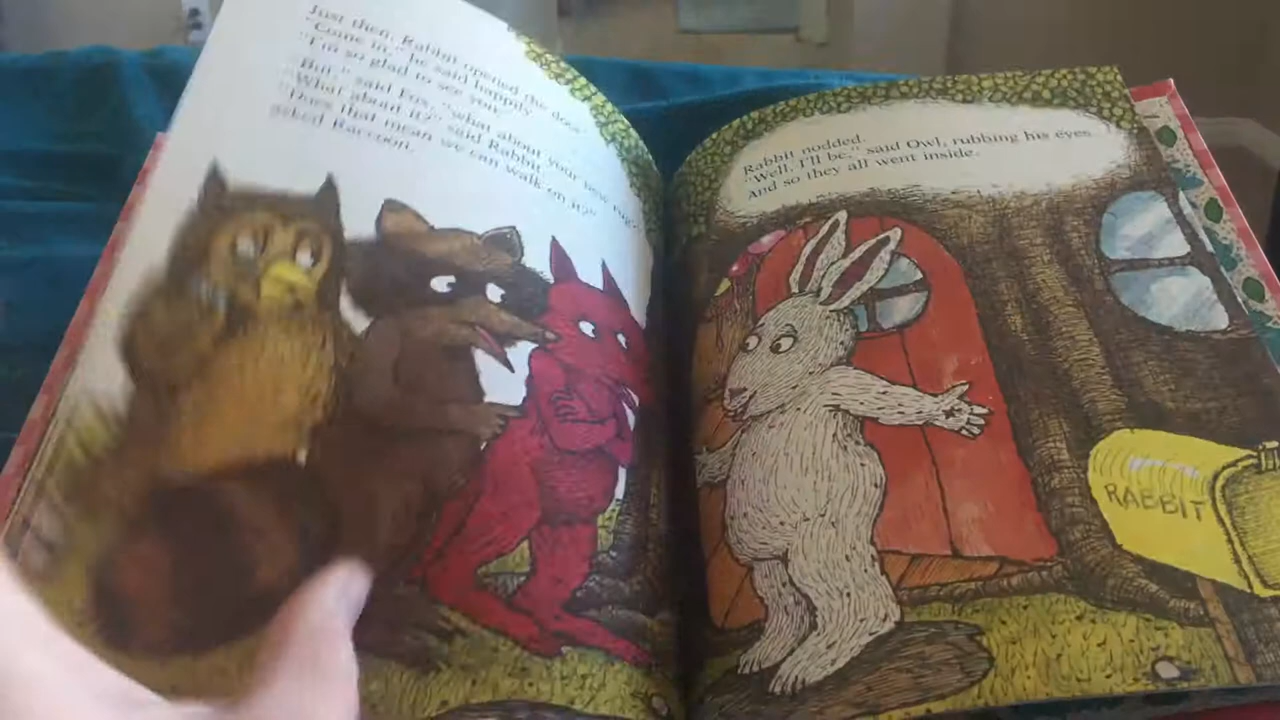 Just then, Rabbit opened the door.
"Come in," he said happily.
"I'm so glad to see you."
"But," said Fox, "what about your new rug?"
"What about it?" said Rabbit.
"Does that mean we can walk on it?"
asked Raccoon.
Rabbit nodded.
"Well, I'll be," said Owl, rubbing his eyes.
And so they all went inside.
RABBIT